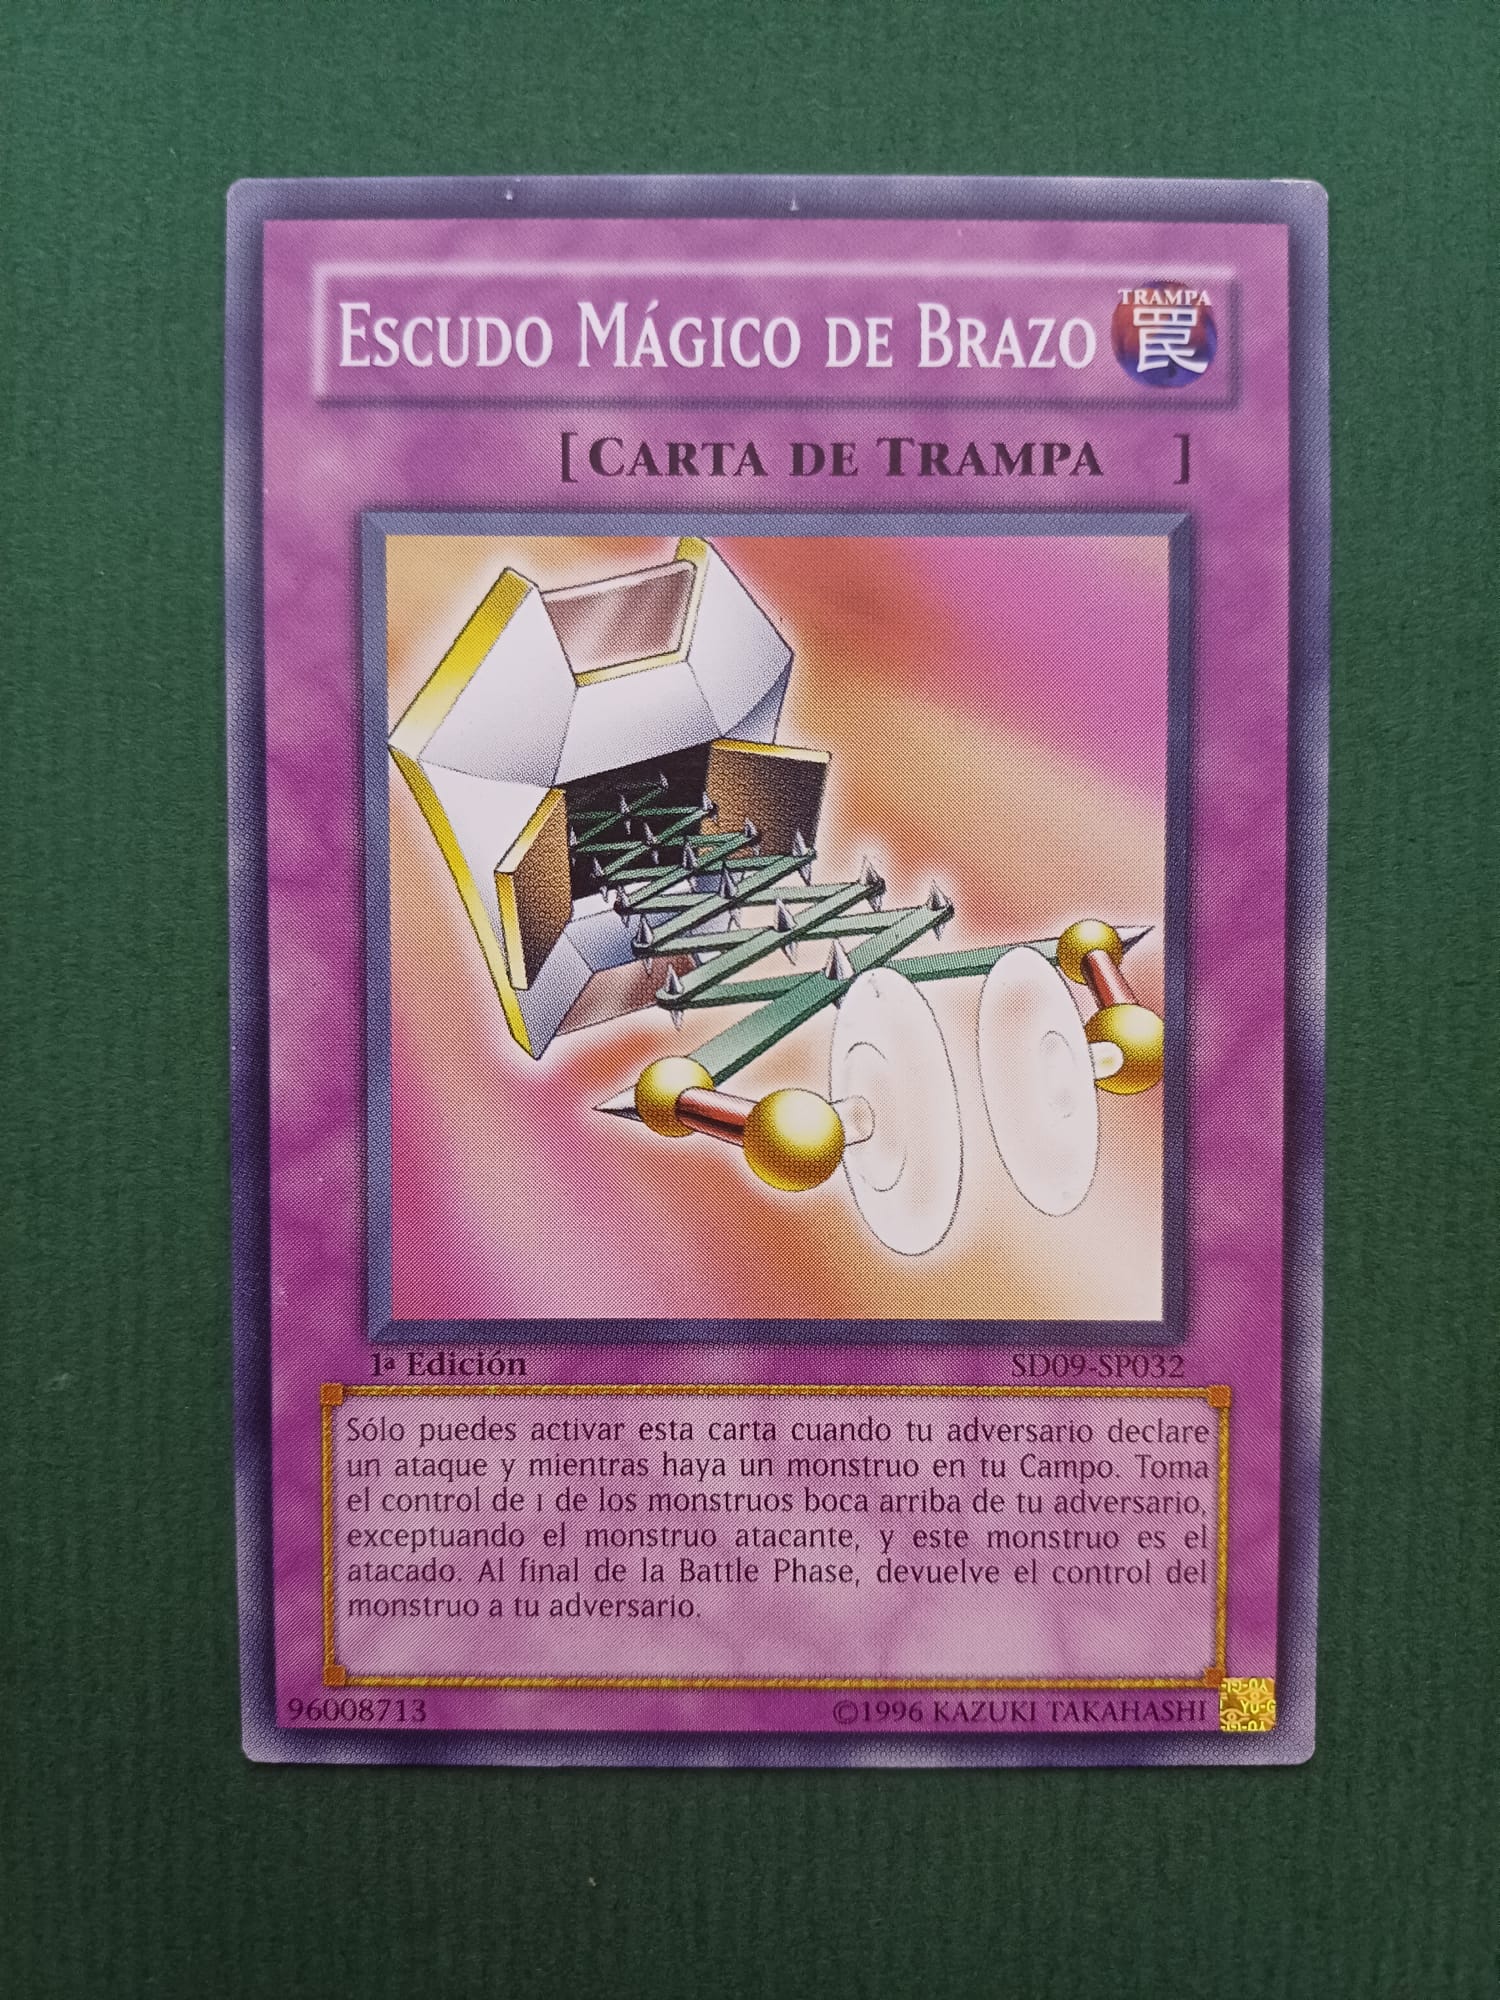 ESCUDO MÁGICO DE BRAZO
TRAMPA
罠
[CARTA DE TRAMPA ]
1ª Edición
SD09-SP032
Sólo puedes activar esta carta cuando tu adversario declare
un ataque y mientras haya un monstruo en tu Campo. Toma
el control de 1 de los monstruos boca arriba de tu adversario,
exceptuando el monstruo atacante, y este monstruo es el
atacado. Al final de la Battle Phase, devuelve el control del
monstruo a tu adversario.
96008713
©1996 KAZUKI TAKAHASHI